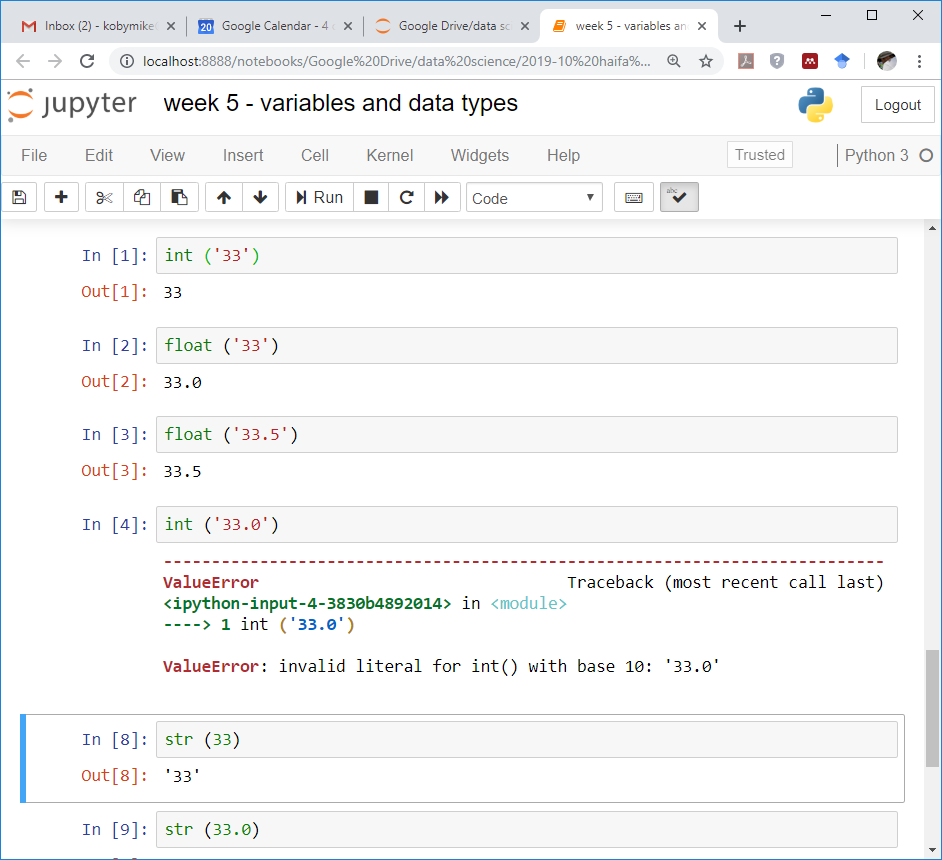 Inbox (2) - kobymike
Google Calendar - 4
Google Drive/data sc
week 5 - variables an
localhost:8888/notebooks/Google%20Drive/data%20science/2019-10%20haifa%...
jupyter week 5 - variables and data types
Logout
File Edit View Insert Cell Kernel Widgets Help Trusted Python 3
Run Code abc
In [1]: int ('33')
Out[1]: 33
In [2]: float ('33')
Out[2]: 33.0
In [3]: float ('33.5')
Out[3]: 33.5
In [4]: int ('33.0')
---------------------------------------------------------------------------
ValueError Traceback (most recent call last)
<ipython-input-4-3830b4892014> in <module>
----> 1 int ('33.0')
ValueError: invalid literal for int() with base 10: '33.0'
In [8]: str (33)
Out[8]: '33'
In [9]: str (33.0)